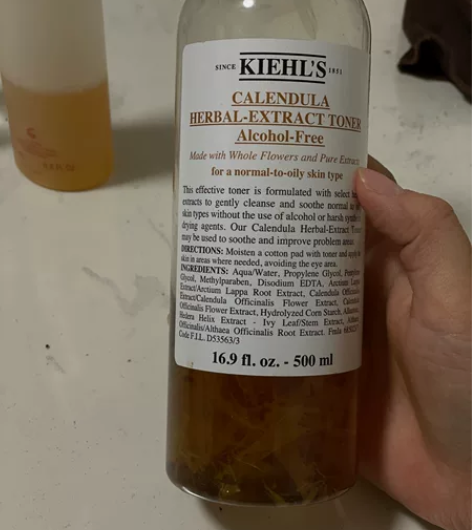 SINCE KIEHL'S 1851
CALENDULA
HERBAL-EXTRACT TONER
Alcohol-Free
Made with Whole Flowers and Pure Extracts
for a normal-to-oily skin type
This effective toner is formulated with select
extracts to gently cleanse and soothe normal to
skin types without the use of alcohol or harsh
drying agents. Our Calendula Herbal-Extract Toner
may be used to soothe and improve problem areas.
DIRECTIONS: Moisten a cotton pad with toner and apply to
skin in areas where needed, avoiding the eye area.
INGREDIENTS: Aqua/Water, Propylene Glycol,
Glycol, Methylparaben, Disodium EDTA,
Extract/Arctium Lappa Root Extract, Calendula Officinalis
Extract/Calendula Officinalis Flower Extract,
Officinalis Flower Extract, Hydrolyzed Corn Starch,
Hedera Helix Extract - Ivy Leaf/Stem Extract,
Officinalis/Althaea Officinalis Root Extract.
Code F.I.L. D53563/3
16.9 fl. oz. - 500 ml